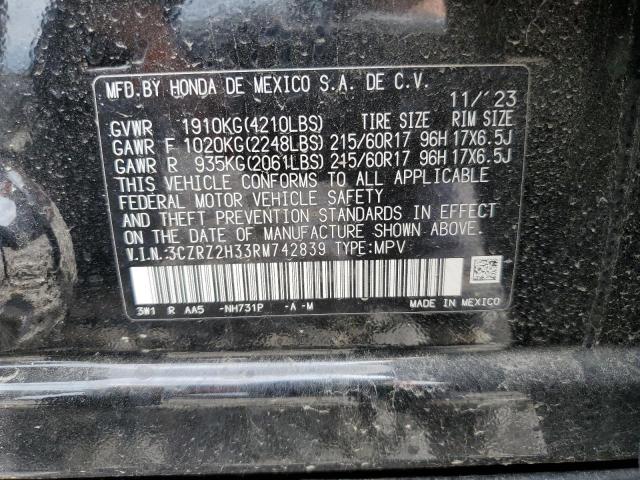 MFD.BY HONDA DE MEXICO S.A. DE C.V.
11/'23
GVWR 1910KG(4210LBS) TIRE SIZE RIM SIZE
GAWR F 1020KG(2248LBS) 215/60R17 96H 17X6.5J
GAWR R 935KG(2061LBS) 215/60R17 96H 17X6.5J
THIS VEHICLE CONFORMS TO ALL APPLICABLE
FEDERAL MOTOR VEHICLE SAFETY
AND THEFT PREVENTION STANDARDS IN EFFECT
ON THE DATE OF MANUFACTURE SHOWN ABOVE.
V.I.N.:3CZRZ2H33RM742839 TYPE:MPV
3W1 R AA5 -NH731P -A-M
MADE IN MEXICO